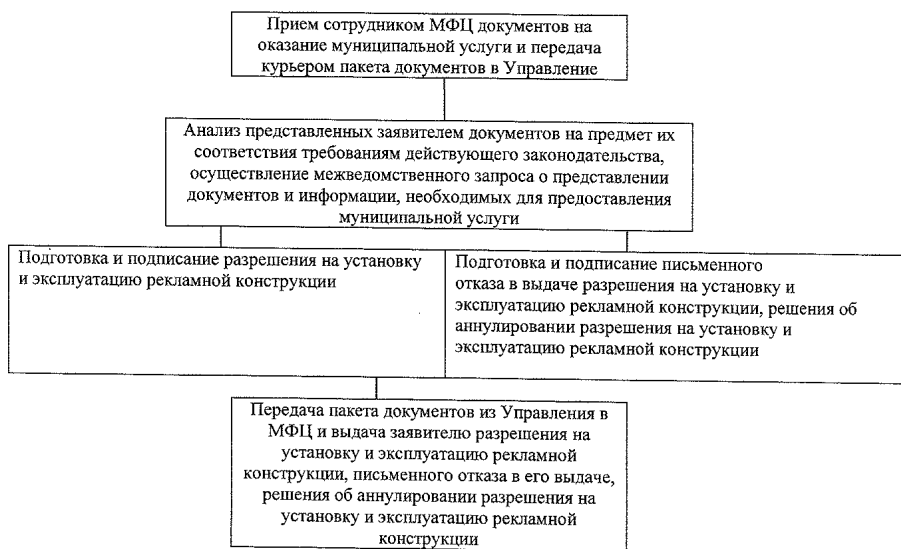 Прием сотрудником МФЦ документов на
оказание муниципальной услуги и передача
курьером пакета документов в Управление
Анализ представленных заявителем документов на предмет их
соответствия требованиям действующего законодательства,
осуществление межведомственного запроса о представлении
документов и информации, необходимых для предоставления
муниципальной услуги
Подготовка и подписание разрешения на установку
и эксплуатацию рекламной конструкции
Подготовка и подписание письменного
отказа в выдаче разрешения на установку и
эксплуатацию рекламной конструкции, решения об
аннулировании разрешения на установку и
эксплуатацию рекламной конструкции
Передача пакета документов из Управления в
МФЦ и выдача заявителю разрешения на
установку и эксплуатацию рекламной
конструкции, письменного отказа в его выдаче,
решения об аннулировании разрешения на
установку и эксплуатацию рекламной
конструкции